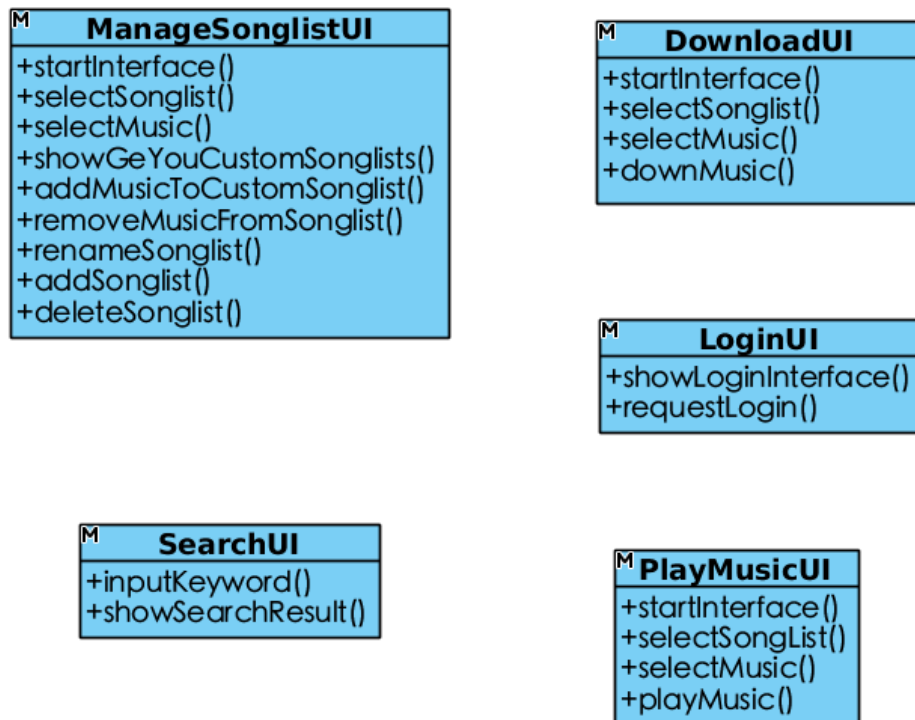 M
ManageSonglistUI
+startInterface()
+selectSonglist()
+selectMusic()
+showGeYouCustomSonglists()
+addMusicToCustomSonglist()
+removeMusicFromSonglist()
+renameSonglist()
+addSonglist()
+deleteSonglist()
M
DownloadUI
+startInterface()
+selectSonglist()
+selectMusic()
+downMusic()
M
LoginUI
+showLoginInterface()
+requestLogin()
M
SearchUI
+inputKeyword()
+showSearchResult()
M
PlayMusicUI
+startInterface()
+selectSongList()
+selectMusic()
+playMusic()